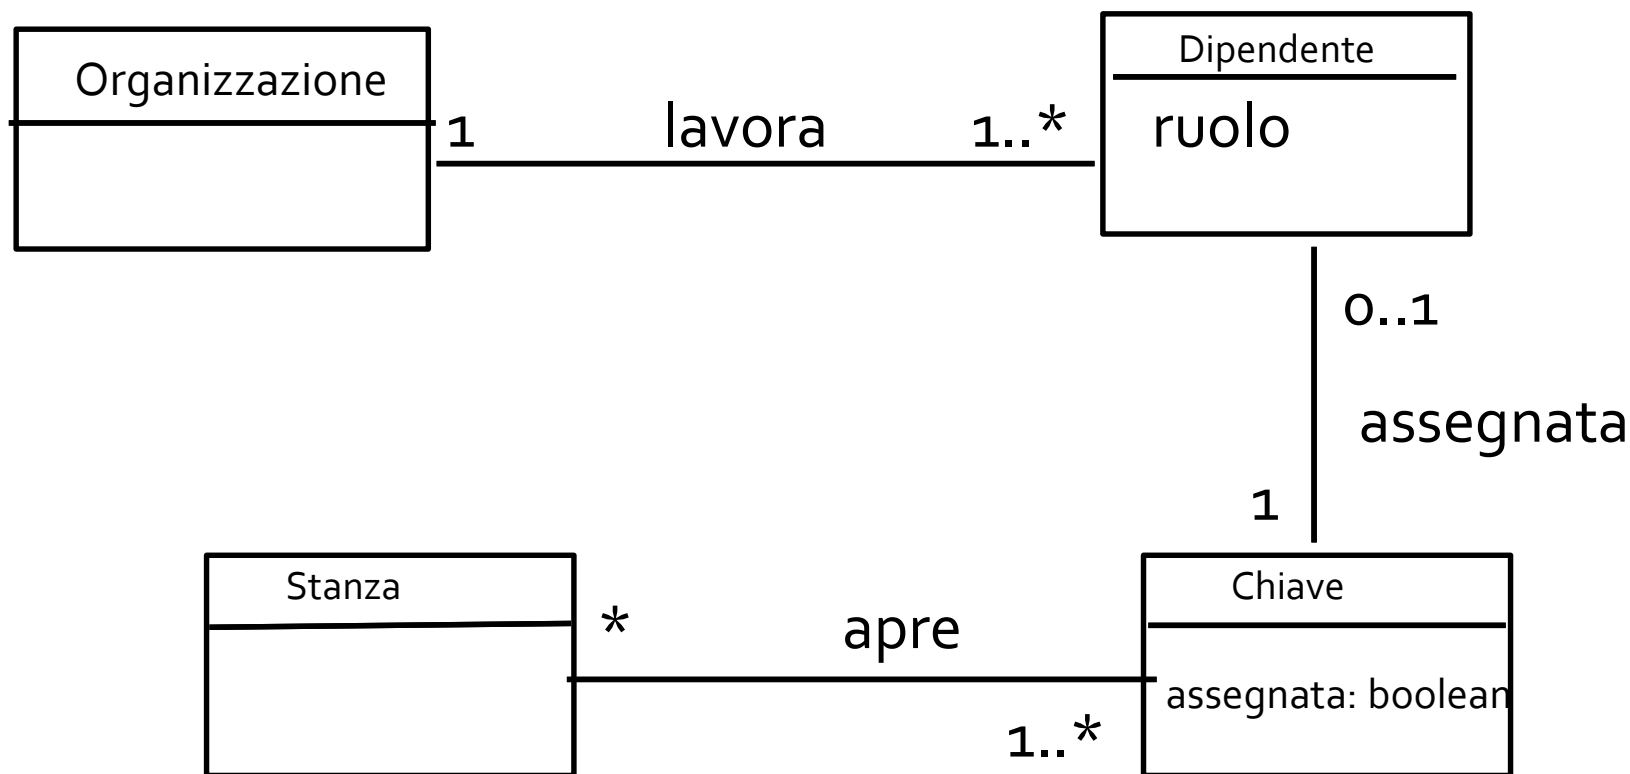 Organizzazione
1
lavora
1..*
Dipendente
ruolo
0..1
assegnata
1
Stanza
*
apre
1..*
Chiave
assegnata: boolean